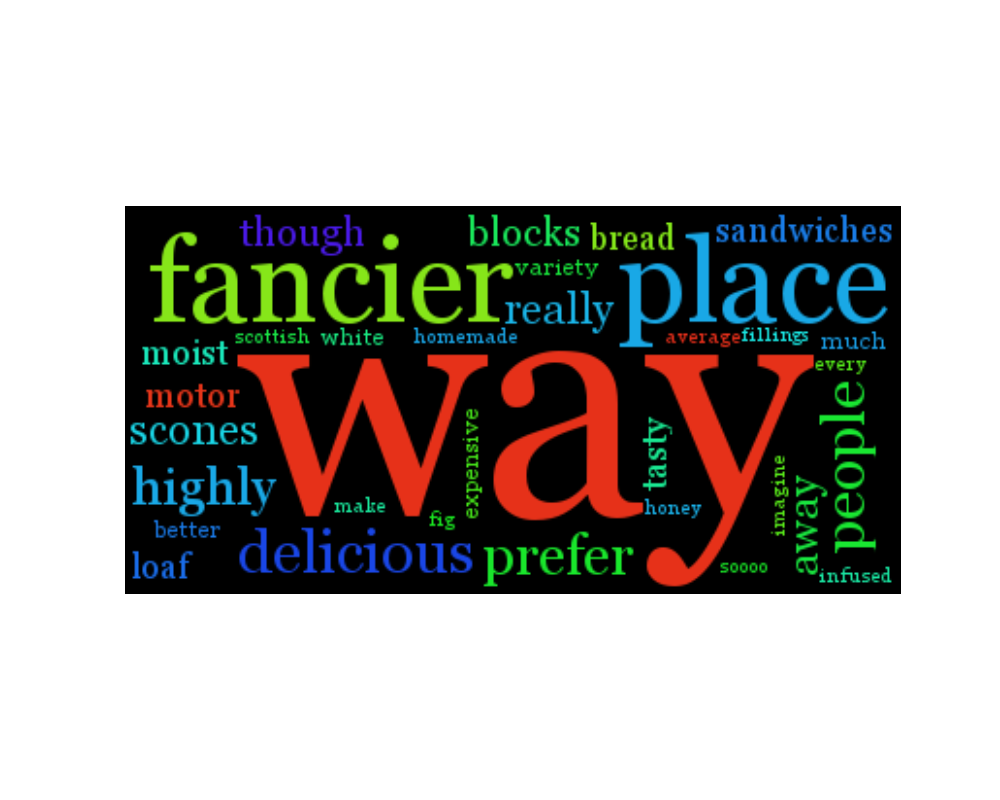 though
blocks
bread
sandwiches
fancier
variety
really
place
scottish
white
homemade
average
fillings
much
moist
way
every
motor
scones
expensive
tasty
people
highly
make
fig
honey
imagine
away
better
loaf
delicious
prefer
soooo
infused